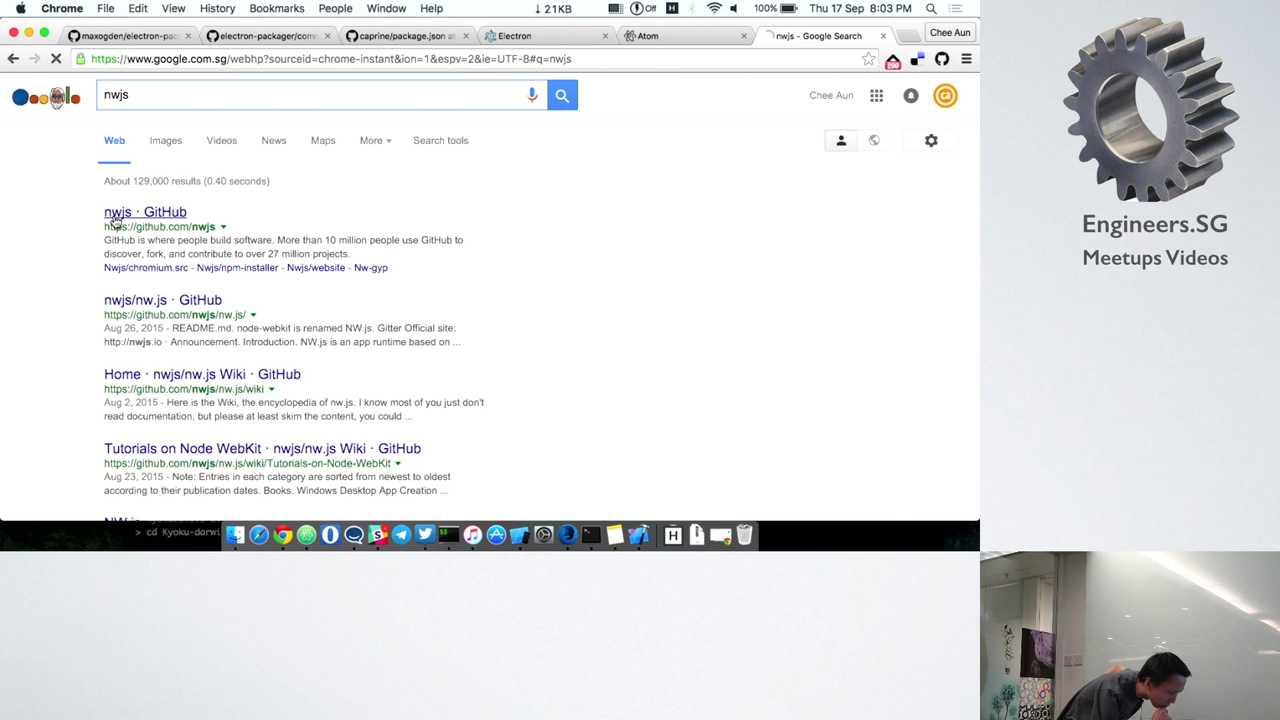 Chrome File Edit View History Bookmarks People Window Help
↓ 21KB Off 100% Thu 17 Sep 8:03 PM
maxogden/electron-pac electron-packager/comm caprine/package.json at Electron Atom nwjs - Google Search Chee Aun
https://www.google.com.sg/webhp?sourceid=chrome-instant&ion=1&espv=2&ie=UTF-8#q=nwjs
nwjs
Chee Aun
Web Images Videos News Maps More Search tools
About 129,000 results (0.40 seconds)
nwjs · GitHub
https://github.com/nwjs
GitHub is where people build software. More than 10 million people use GitHub to
discover, fork, and contribute to over 27 million projects.
Nwjs/chromium.src - Nwjs/npm-installer - Nwjs/website - Nw-gyp
nwjs/nw.js · GitHub
https://github.com/nwjs/nw.js/
Aug 26, 2015 - README.md. node-webkit is renamed NW.js. Gitter Official site:
http://nwjs.io · Announcement. Introduction. NW.js is an app runtime based on ...
Home · nwjs/nw.js Wiki · GitHub
https://github.com/nwjs/nw.js/wiki
Aug 2, 2015 - Here is the Wiki, the encyclopedia of nw.js. I know most of you just don't
read documentation, but please at least skim the content, you could ...
Tutorials on Node WebKit · nwjs/nw.js Wiki · GitHub
https://github.com/nwjs/nw.js/wiki/Tutorials-on-Node-WebKit
Aug 23, 2015 - Note: Entries in each category are sorted from newest to oldest
according to their publication dates. Books. Windows Desktop App Creation ...
> cd Kyoku-darwi
Engineers.SG
Meetups Videos